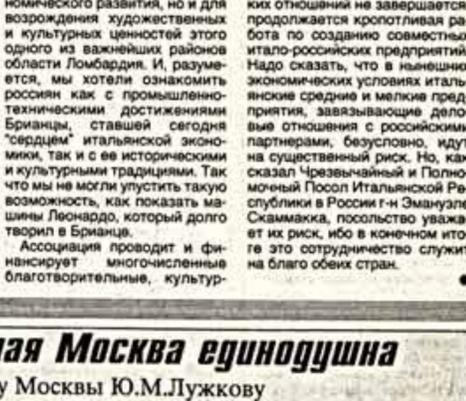 номического развития, но и для
возрождения художественных
и культурных ценностей этого
одного из важнейших районов
области Ломбардия. И, разуме-
ется, мы хотели ознакомить
россиян как с промышленно-
техническими достижениями
Брианцы, ставшей сегодня
"сердцем" итальянской эконо-
мики, так и с ее историческими
и культурными традициями. Так
что мы не могли упустить такую
возможность, как показать ма-
шины Леонардо, который долго
творил в Брианце.
Ассоциация проводит и фи-
нансирует многочисленные
благотворительные, культур-
ких отношений не завершается
продолжается кропотливая ра
бота по созданию совместных
итало-российских предприятий
Надо сказать, что в нынешних
экономических условиях италь
янские средние и мелкие пред
приятия, завязывающие дело
вые отношения с российскими
партнерами, безусловно, идут
на существенный риск. Но, как
сказал Чрезвычайный и Полно
мочный Посол Итальянской Ре
спублики в России г-н Эмануэле
Скаммакка, посольство уважа
ет их риск, ибо в конечном ито
ге это сотрудничество служит
на благо обеих стран.
ная Москва единодушна
у Москвы Ю.М.Лужкову